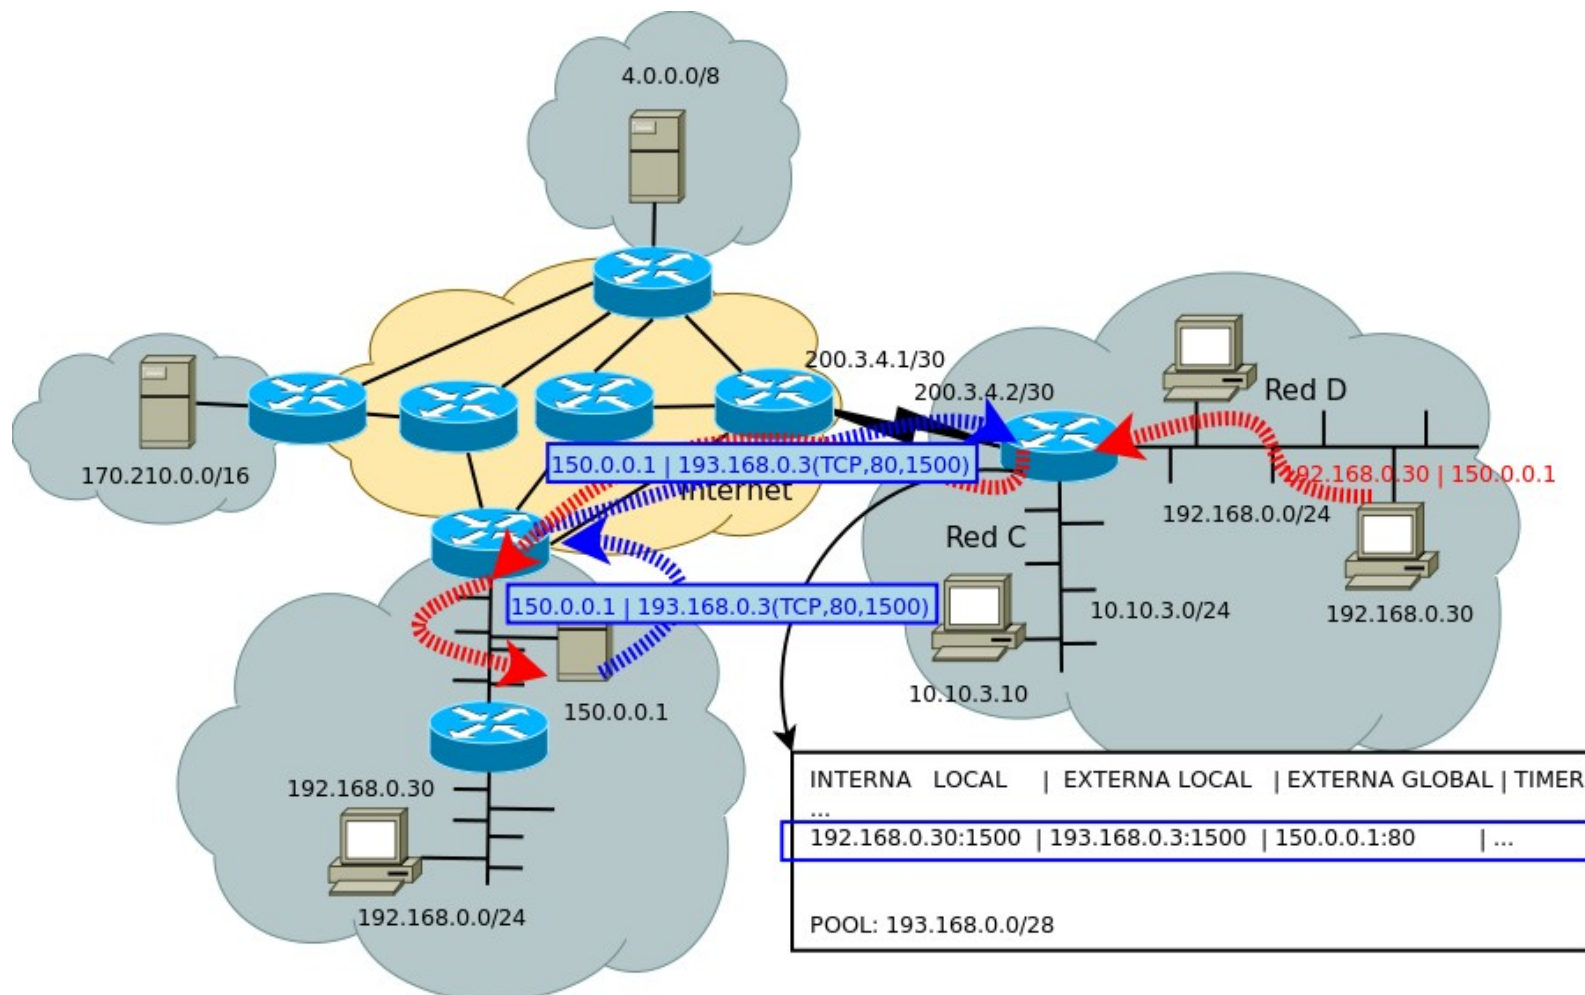 4.0.0.0/8
200.3.4.1/30
200.3.4.2/30
Red D
170.210.0.0/16
150.0.0.1 | 193.168.0.3(TCP,80,1500)
Internet
192.168.0.30 | 150.0.0.1
192.168.0.0/24
Red C
150.0.0.1 | 193.168.0.3(TCP,80,1500)
10.10.3.0/24
192.168.0.30
10.10.3.10
150.0.0.1
192.168.0.30
192.168.0.0/24
INTERNA LOCAL | EXTERNA LOCAL | EXTERNA GLOBAL | TIMER
...
192.168.0.30:1500 | 193.168.0.3:1500 | 150.0.0.1:80 | ...
POOL: 193.168.0.0/28